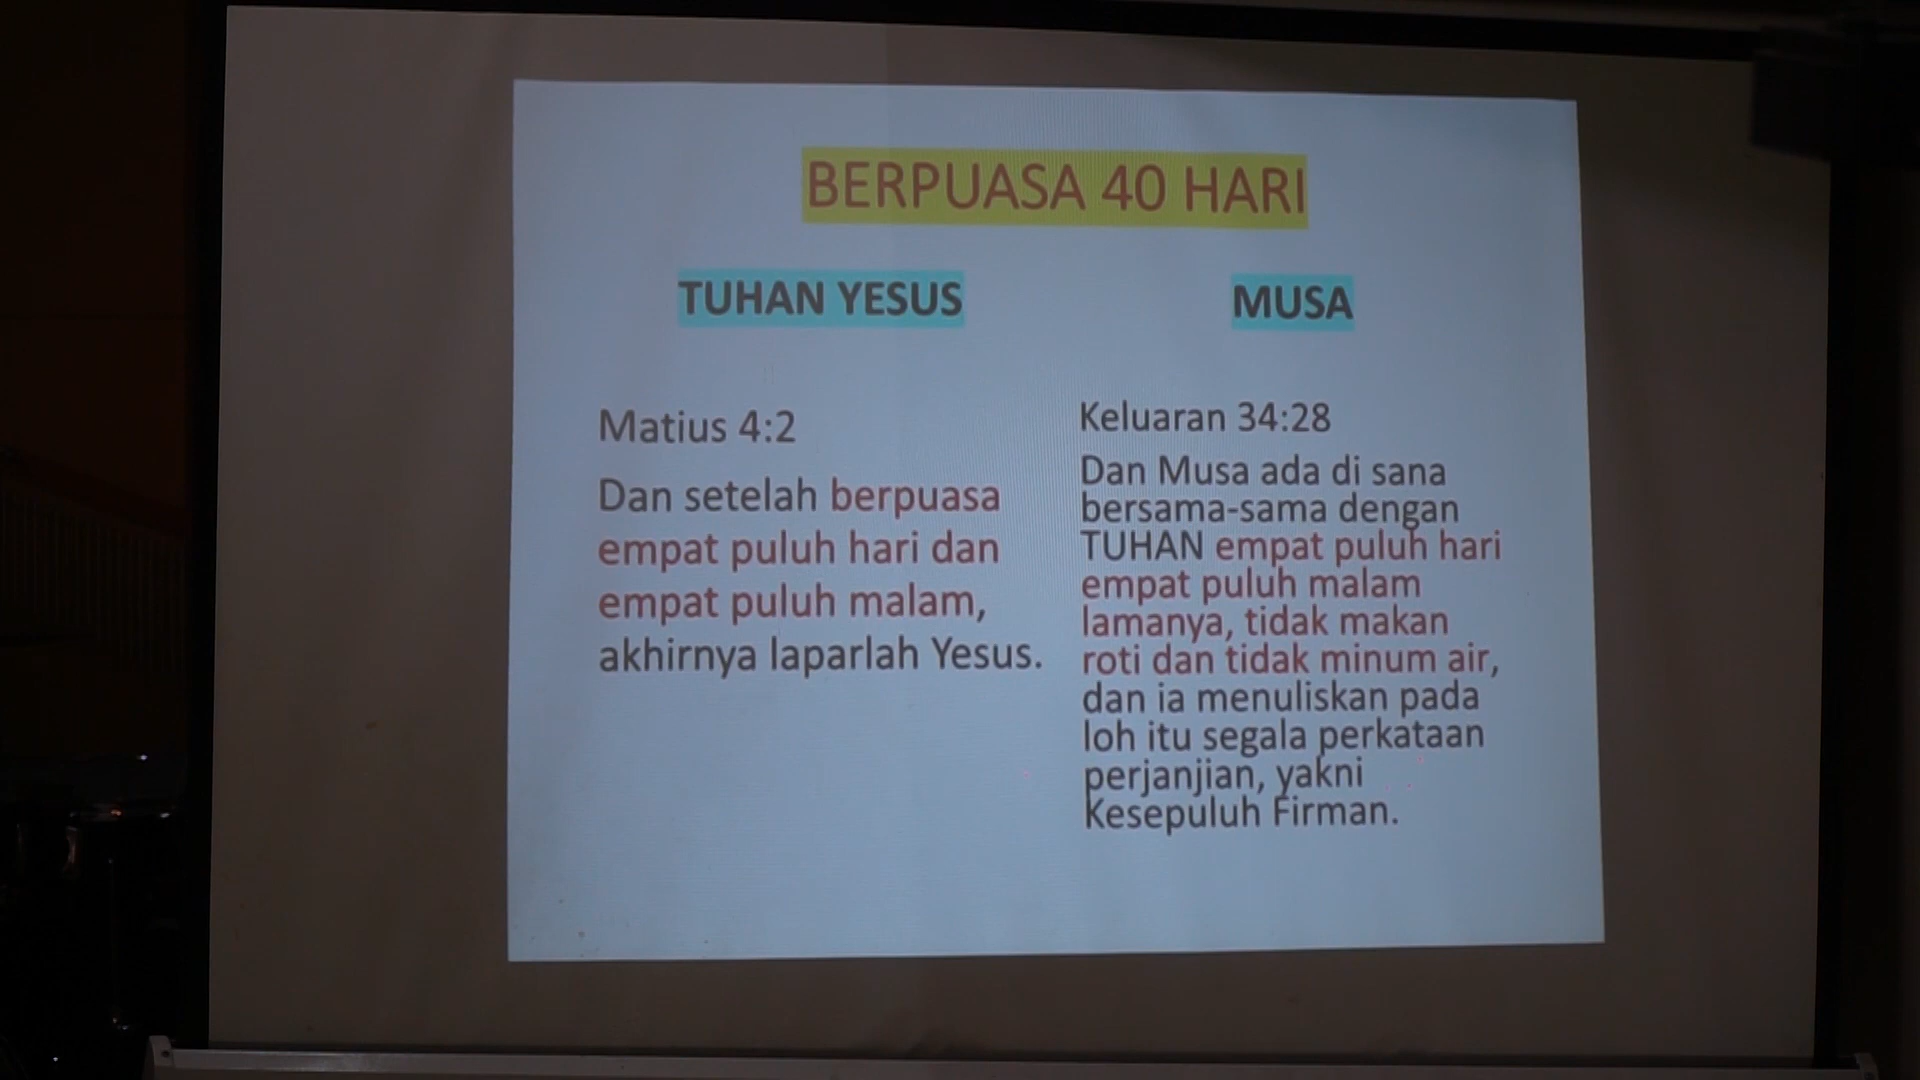 BERPUASA 40 HARI
TUHAN YESUS
Matius 4:2
Dan setelah berpuasa
empat puluh hari dan
empat puluh malam,
akhirnya laparlah Yesus.
MUSA
Keluaran 34:28
Dan Musa ada di sana
bersama-sama dengan
TUHAN empat puluh hari
empat puluh malam
lamanya, tidak makan
roti dan tidak minum air,
dan ia menuliskan pada
loh itu segala perkataan
perjanjian, yakni
Kesepuluh Firman.